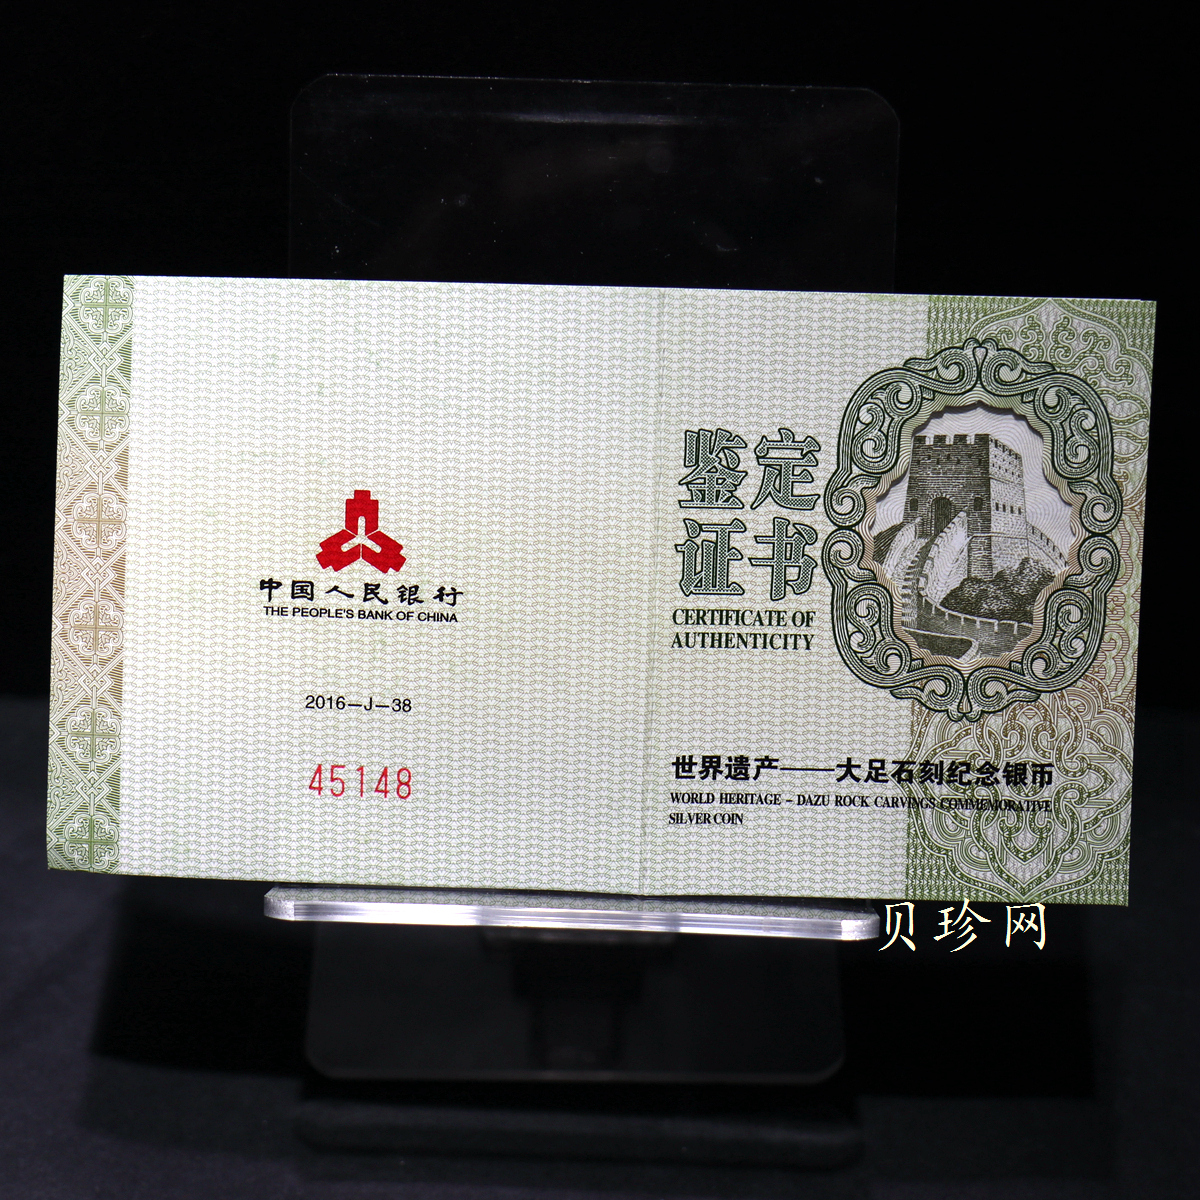 中国人民银行
THE PEOPLE'S BANK OF CHINA
2016—J—38
45148
鉴定
证书
CERTIFICATE OF
AUTHENTICITY
世界遗产——大足石刻纪念银币
WORLD HERITAGE – DAZU ROCK CARVINGS COMMEMORATIVE
SILVER COIN
贝珍网